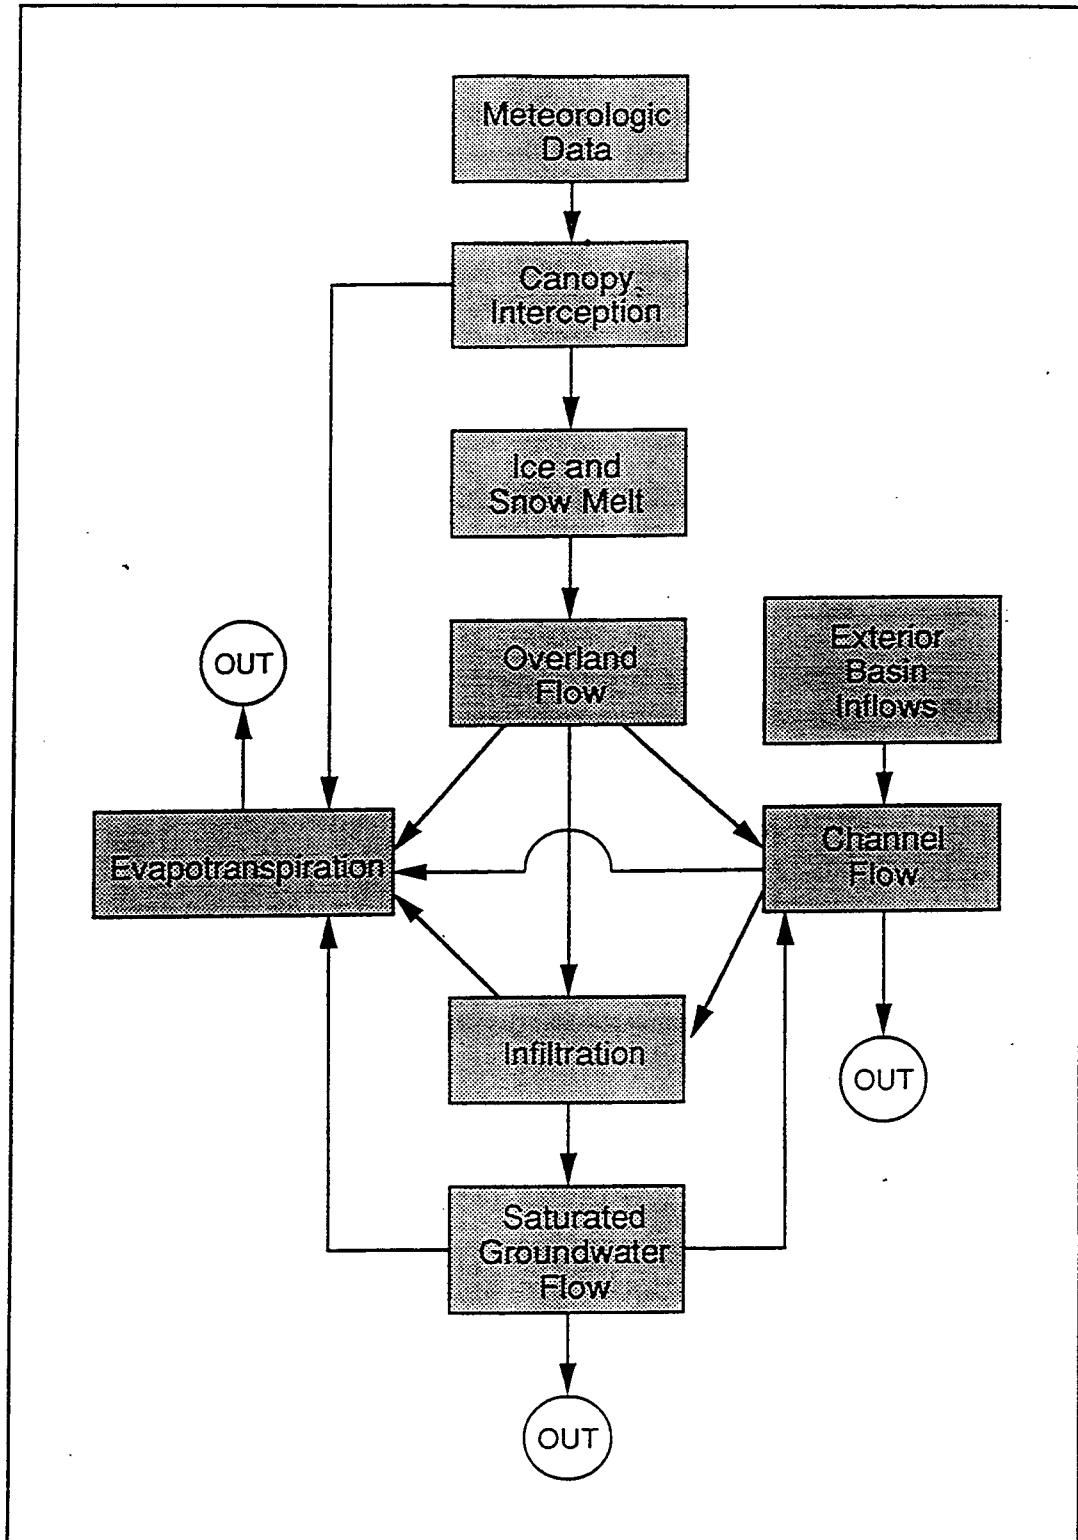 Meteorologic
Data
Canopy
Interception
Ice and
Snow Melt
Overland
Flow
Exterior
Basin
Inflows
OUT
Evapotranspiration
Channel
Flow
Infiltration
OUT
Saturated
Groundwater
Flow
OUT